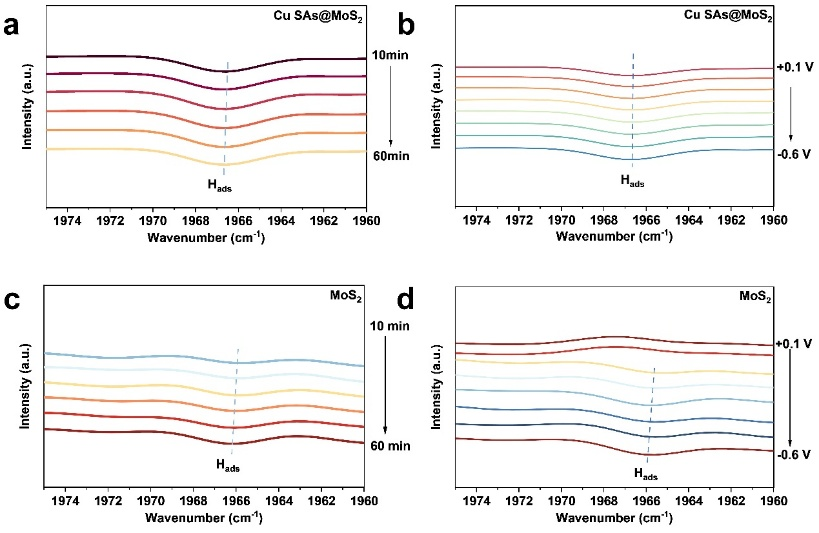 a
Cu SAs@MoS2
10min
60min
Hads
Intensity (a.u.)
1974 1972 1970 1968 1966 1964 1962 1960
Wavenumber (cm-1)
b
Cu SAs@MoS2
+0.1 V
-0.6 V
Hads
Intensity (a.u.)
1974 1972 1970 1968 1966 1964 1962 1960
Wavenumber (cm-1)
c
MoS2
10 min
60 min
Hads
Intensity (a.u.)
1974 1972 1970 1968 1966 1964 1962 1960
Wavenumber (cm-1)
d
MoS2
+0.1 V
-0.6 V
Hads
Intensity (a.u.)
1974 1972 1970 1968 1966 1964 1962 1960
Wavenumber (cm-1)